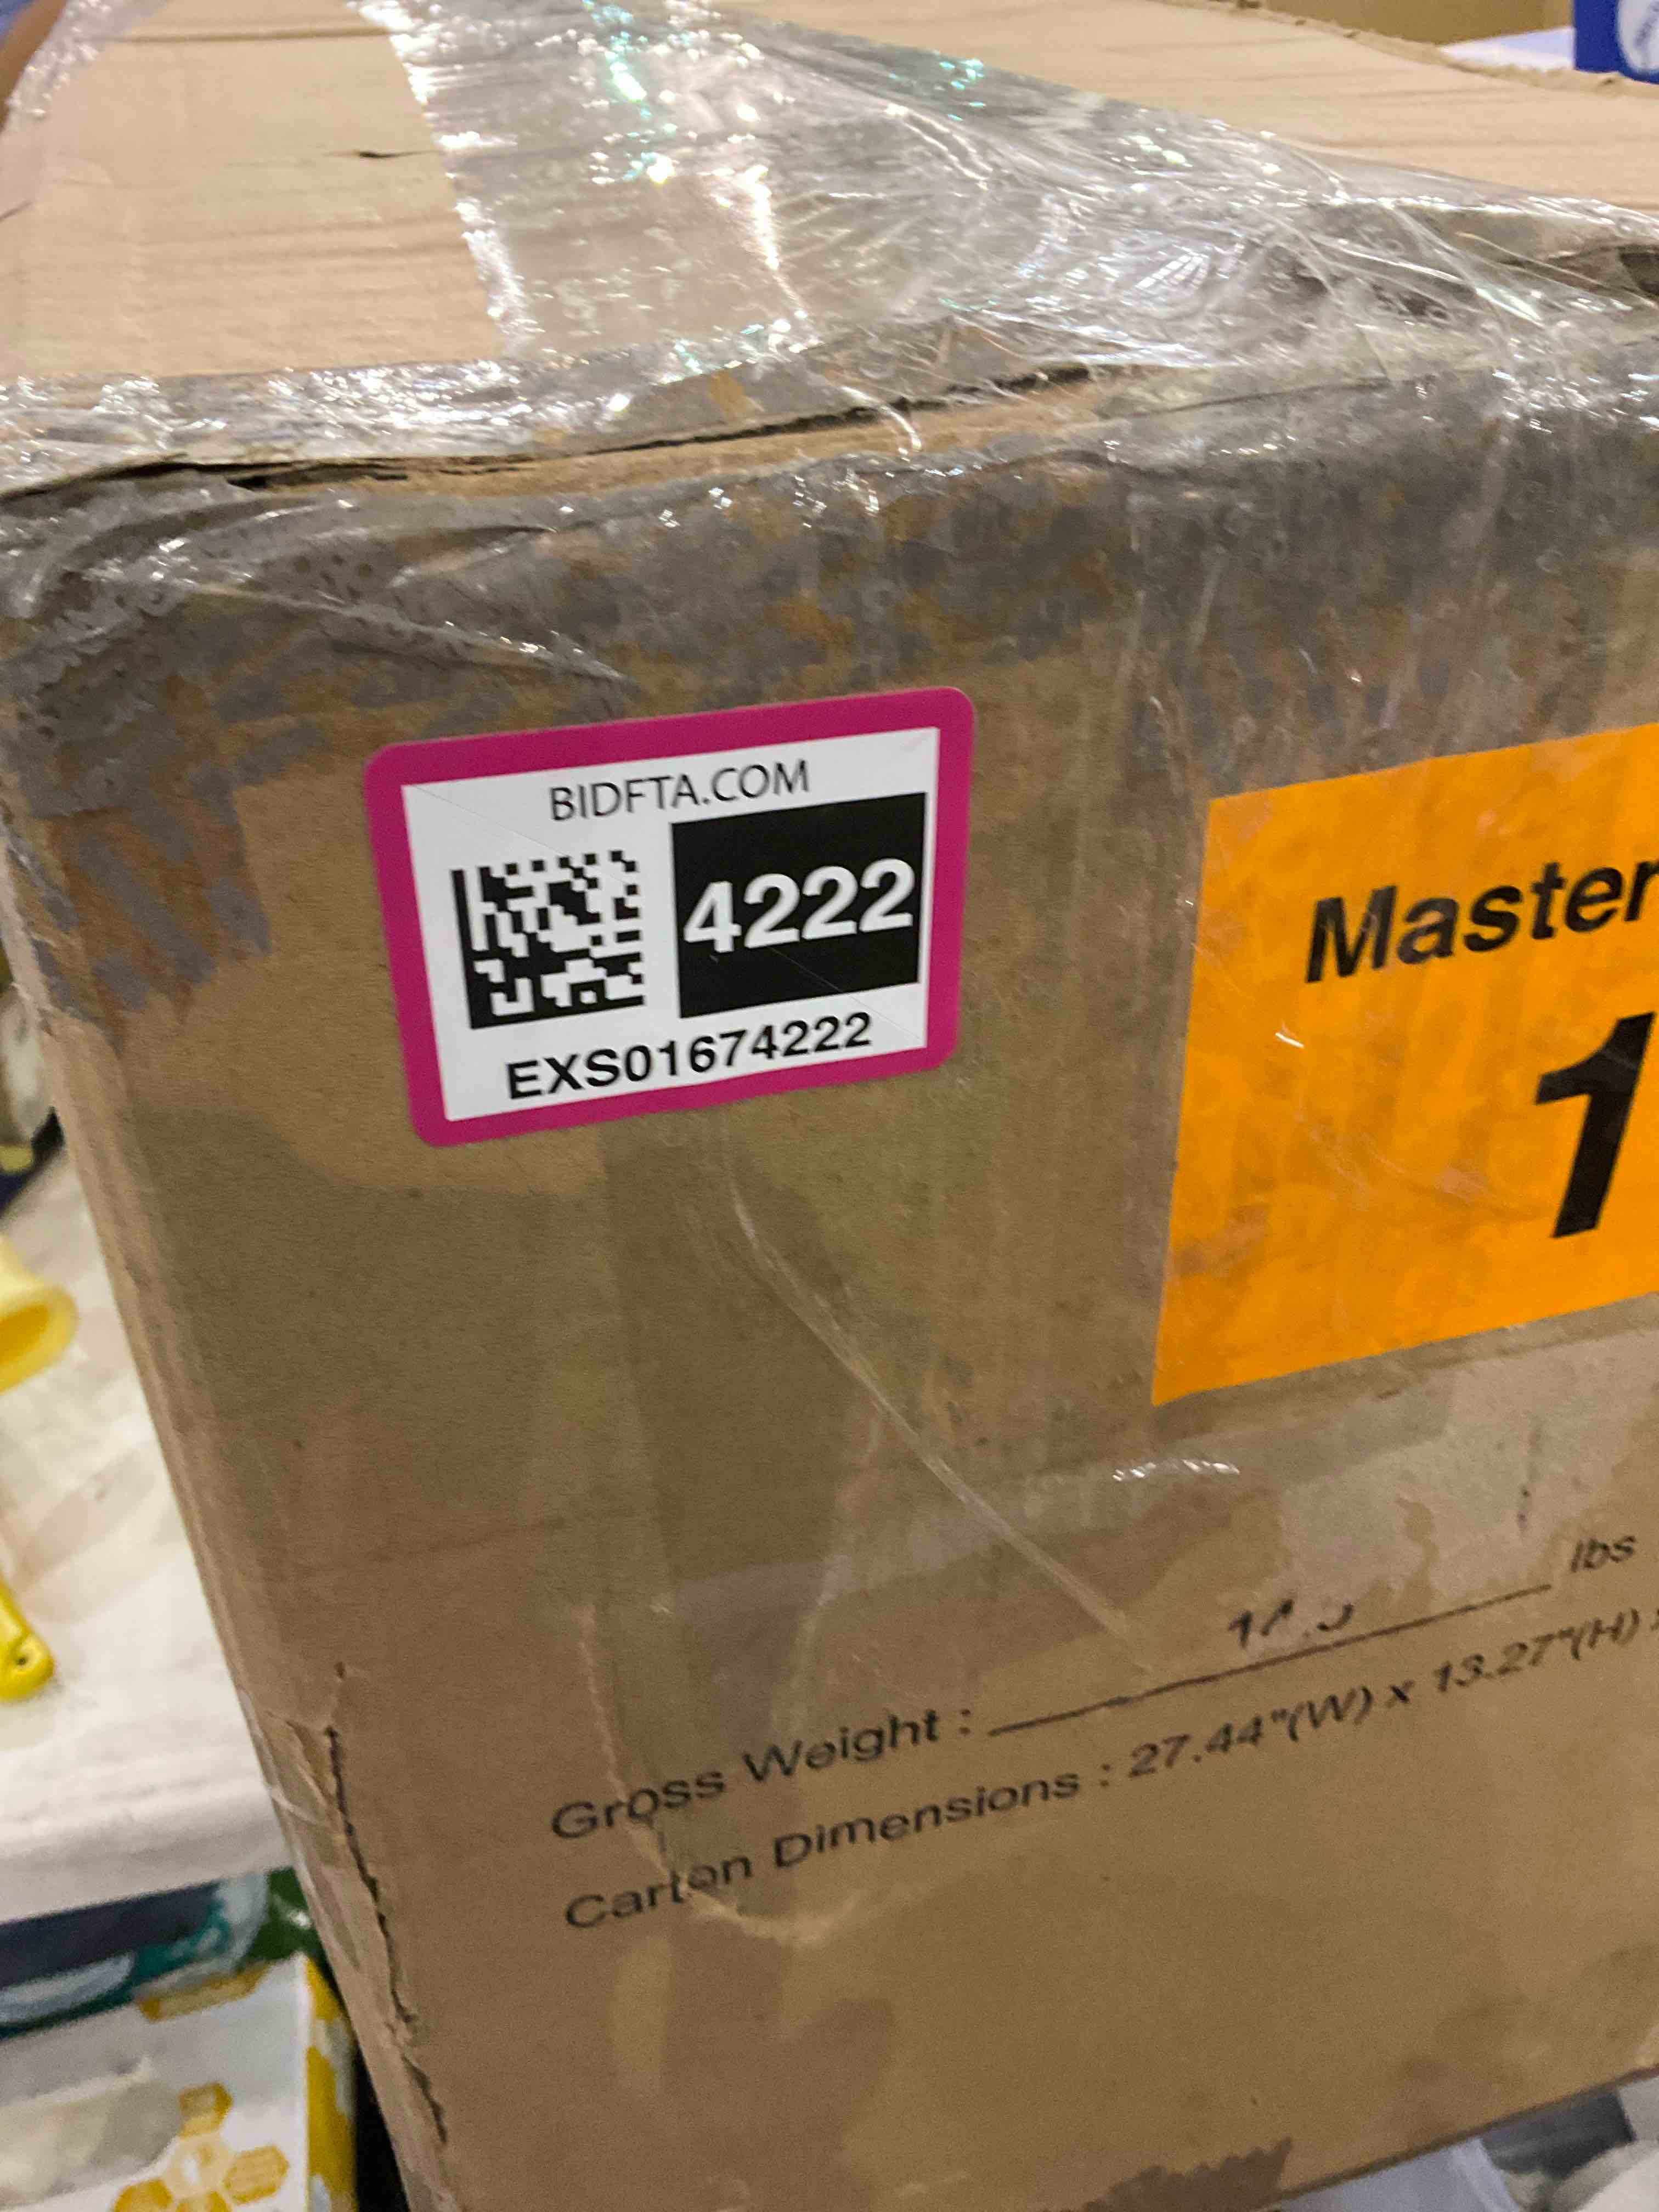 BIDFTA.COM
4222
EXS01674222
Master
1
Gross Weight : lbs
Carton Dimensions : 27.44"(W) x 13.27"(H)